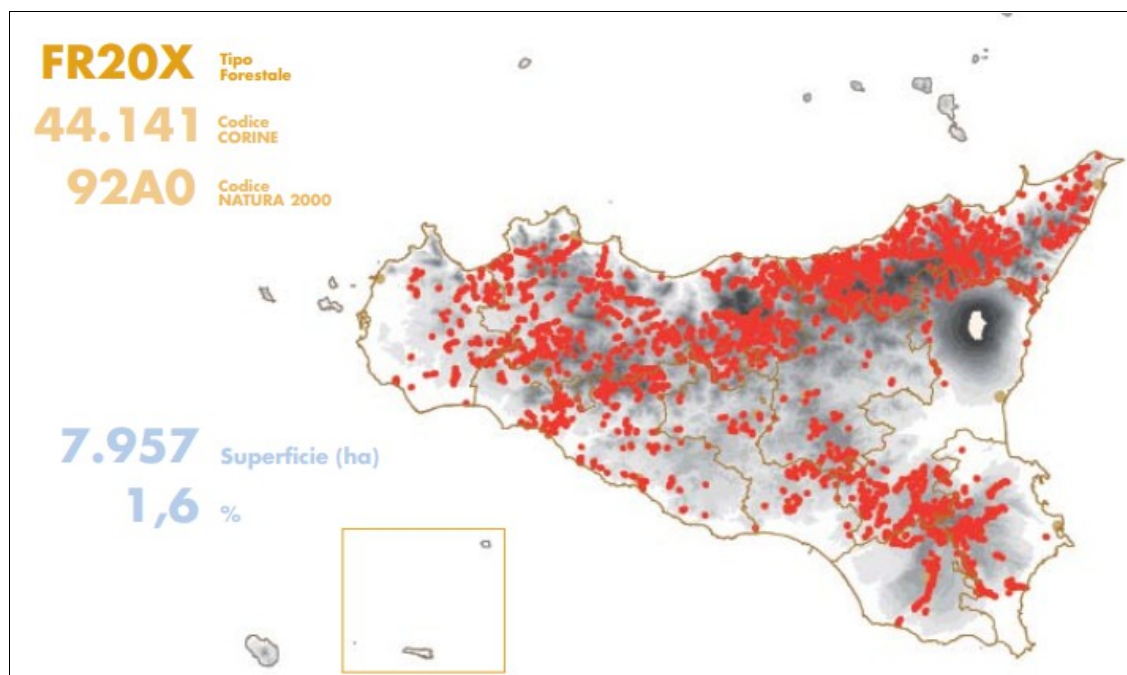 FR20X Tipo
Forestale
44.141 Codice
CORINE
92A0 Codice
NATURA 2000
7.957 Superficie (ha)
1,6 %